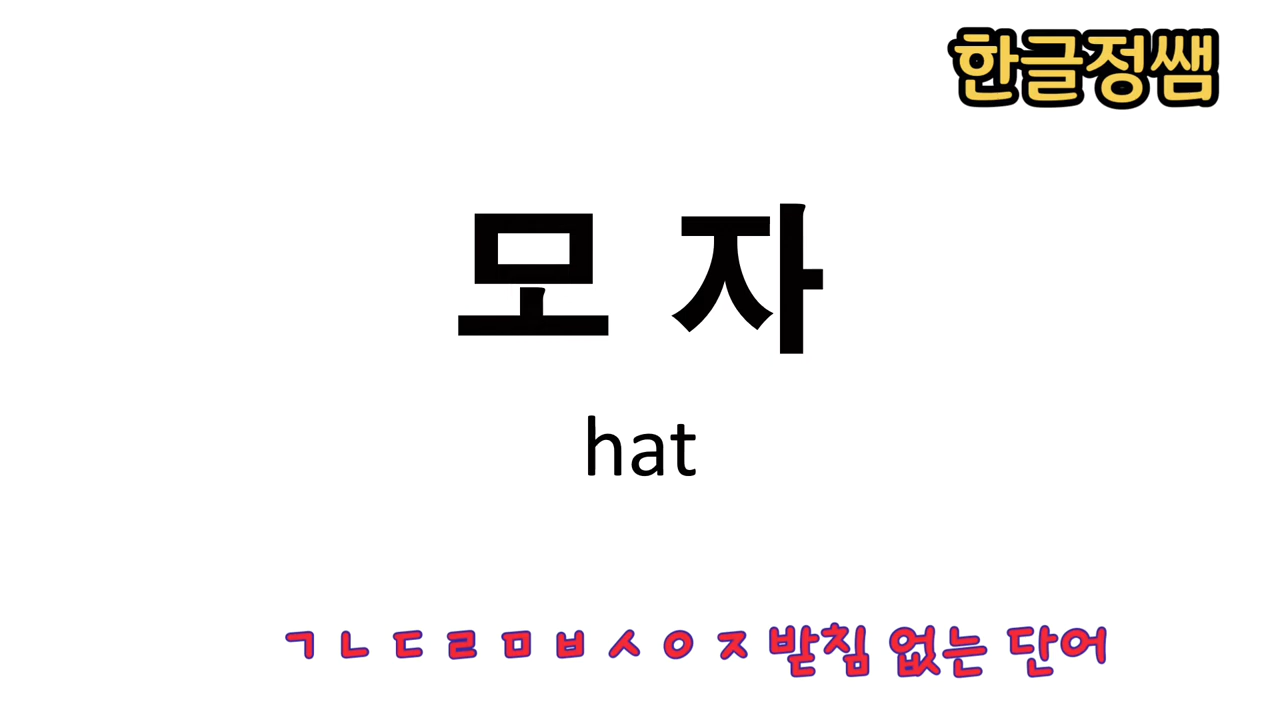 한글정쌤
모자
hat
ㄱ ㄴ ㄷ ㄹ ㅁ ㅂ ㅅ ㅇ ㅈ 받침 없는 단어